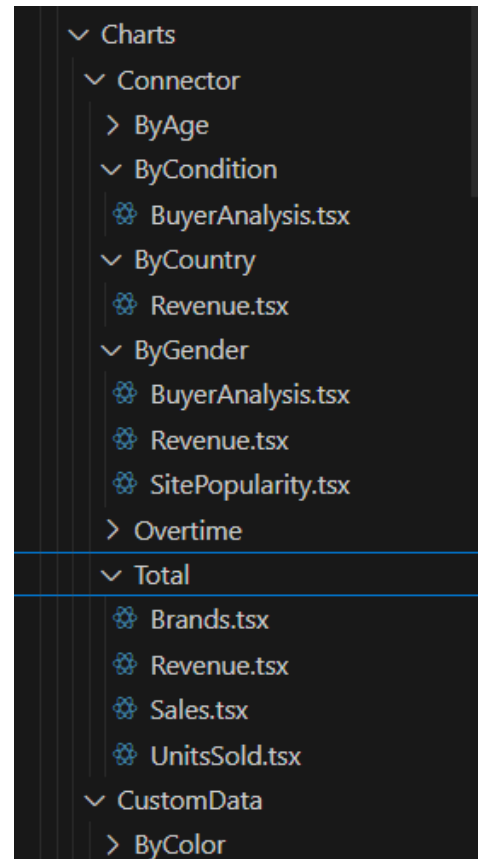 Charts
Connector
ByAge
ByCondition
BuyerAnalysis.tsx
ByCountry
Revenue.tsx
ByGender
BuyerAnalysis.tsx
Revenue.tsx
SitePopularity.tsx
Overtime
Total
Brands.tsx
Revenue.tsx
Sales.tsx
UnitsSold.tsx
CustomData
ByColor